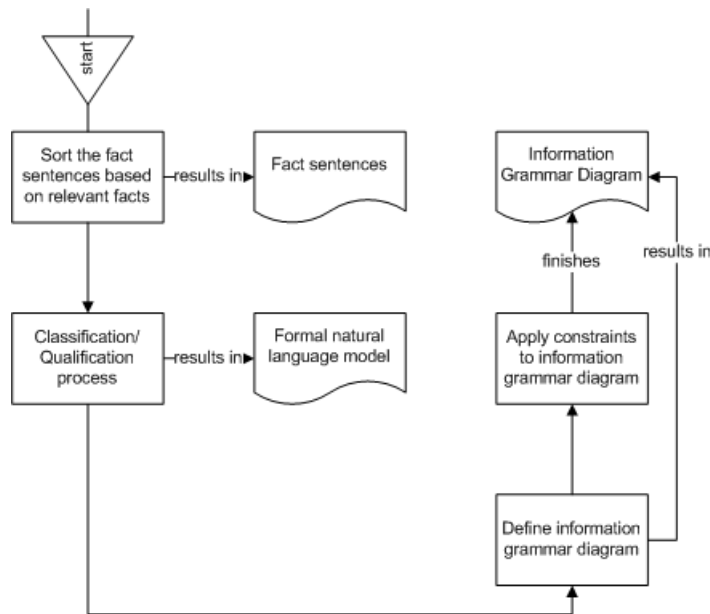 start
Sort the fact
sentences based
on relevant facts
results in
Fact sentences
Classification/
Qualification
process
results in
Formal natural
language model
Information
Grammar Diagram
finishes
results in
Apply constraints
to information
grammar diagram
Define information
grammar diagram